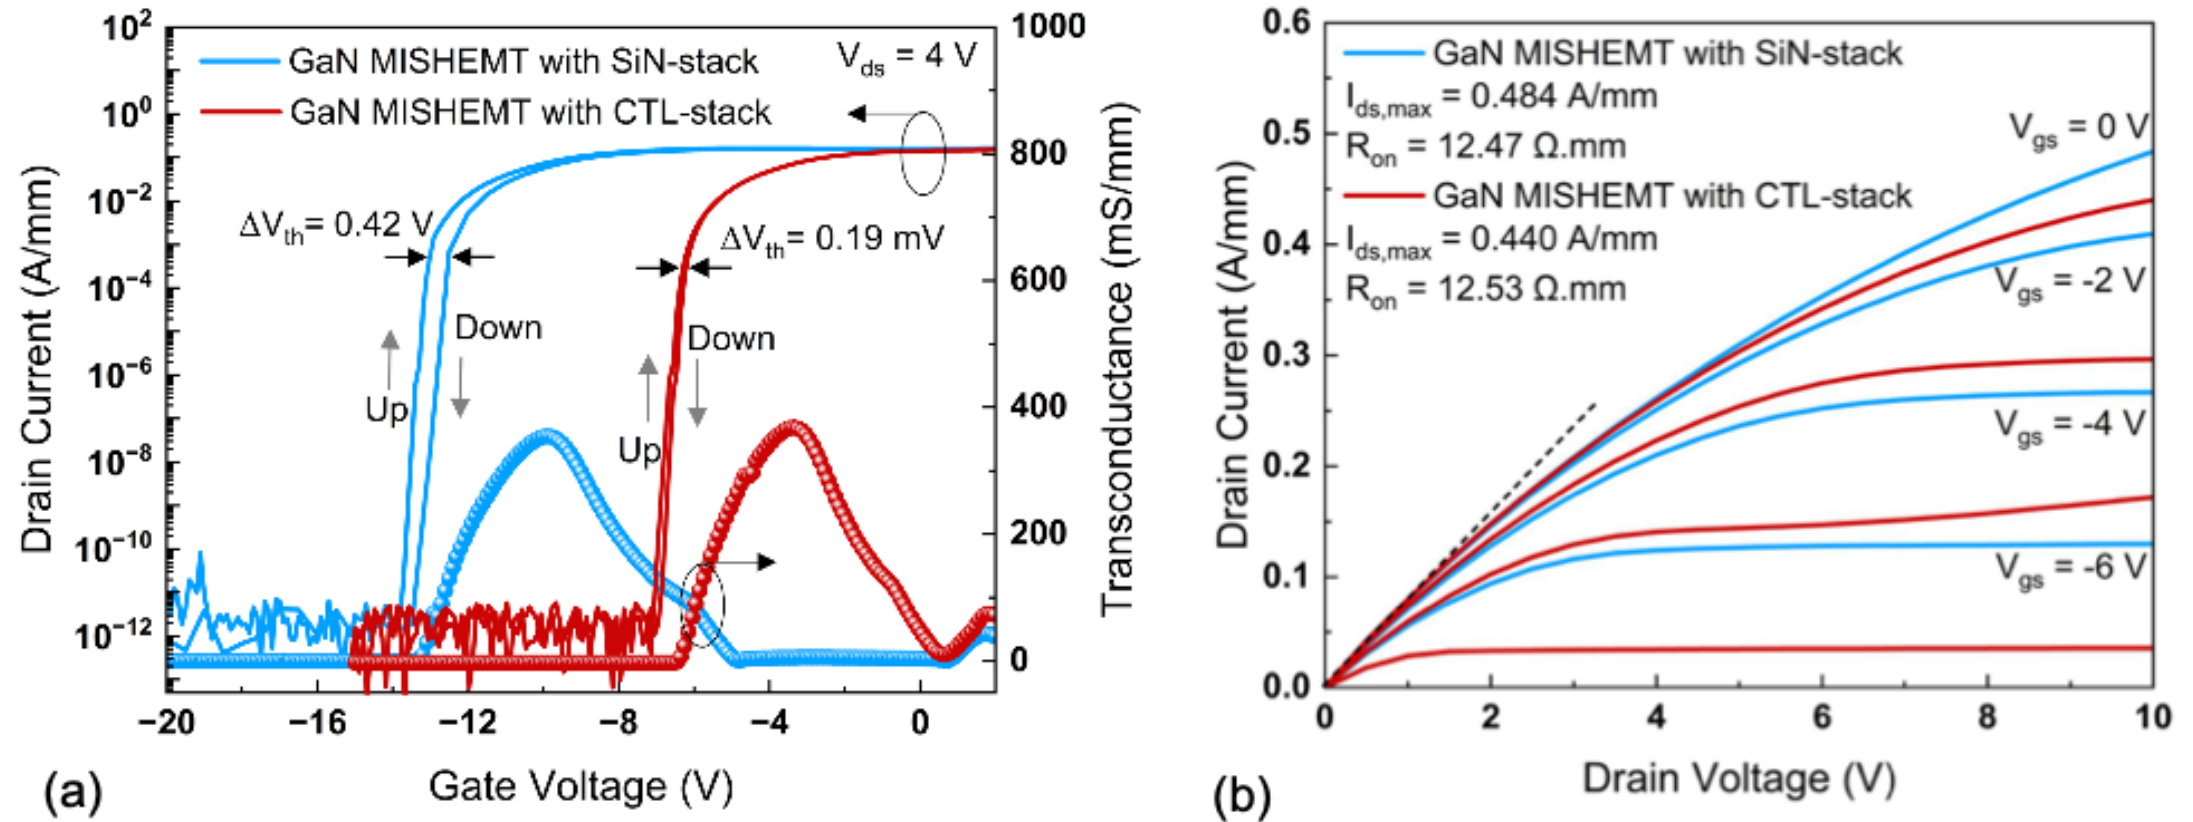 10²
10⁰
10⁻²
10⁻⁴
10⁻⁶
10⁻⁸
10⁻¹⁰
10⁻¹²
Drain Current (A/mm)
GaN MISHEMT with SiN-stack
GaN MISHEMT with CTL-stack
V_ds = 4 V
ΔV_th= 0.42 V
ΔV_th= 0.19 mV
Down
Up
Down
Up
1000
800
600
400
200
0
Transconductance (mS/mm)
−20 −16 −12 −8 −4 0
Gate Voltage (V)
(a)
0.6
0.5
0.4
0.3
0.2
0.1
0.0
Drain Current (A/mm)
GaN MISHEMT with SiN-stack
I_ds,max = 0.484 A/mm
R_on = 12.47 Ω.mm
GaN MISHEMT with CTL-stack
I_ds,max = 0.440 A/mm
R_on = 12.53 Ω.mm
V_gs = 0 V
V_gs = -2 V
V_gs = -4 V
V_gs = -6 V
0 2 4 6 8 10
Drain Voltage (V)
(b)